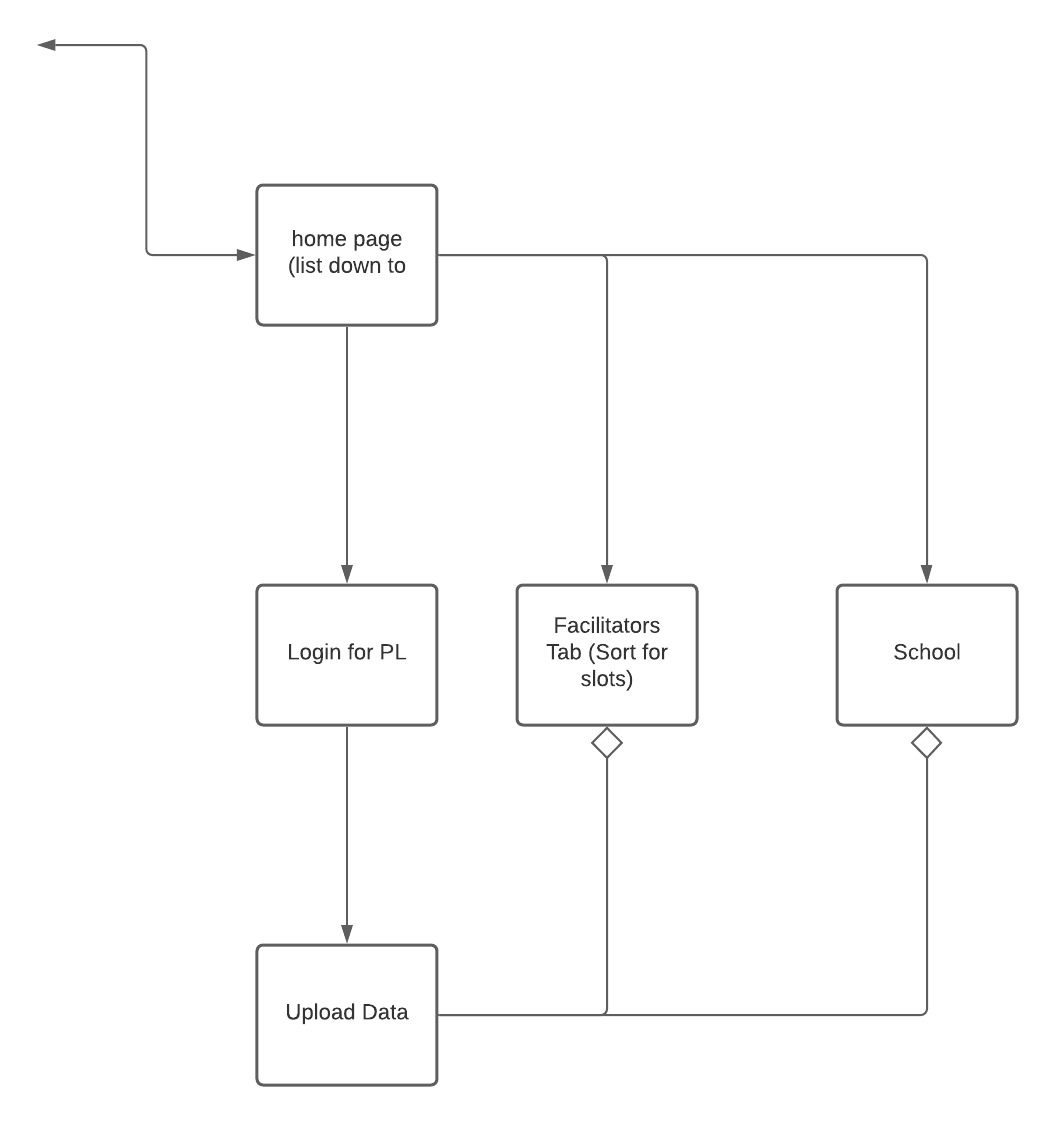 home page
(list down to
Login for PL
Facilitators
Tab (Sort for
slots)
School
Upload Data